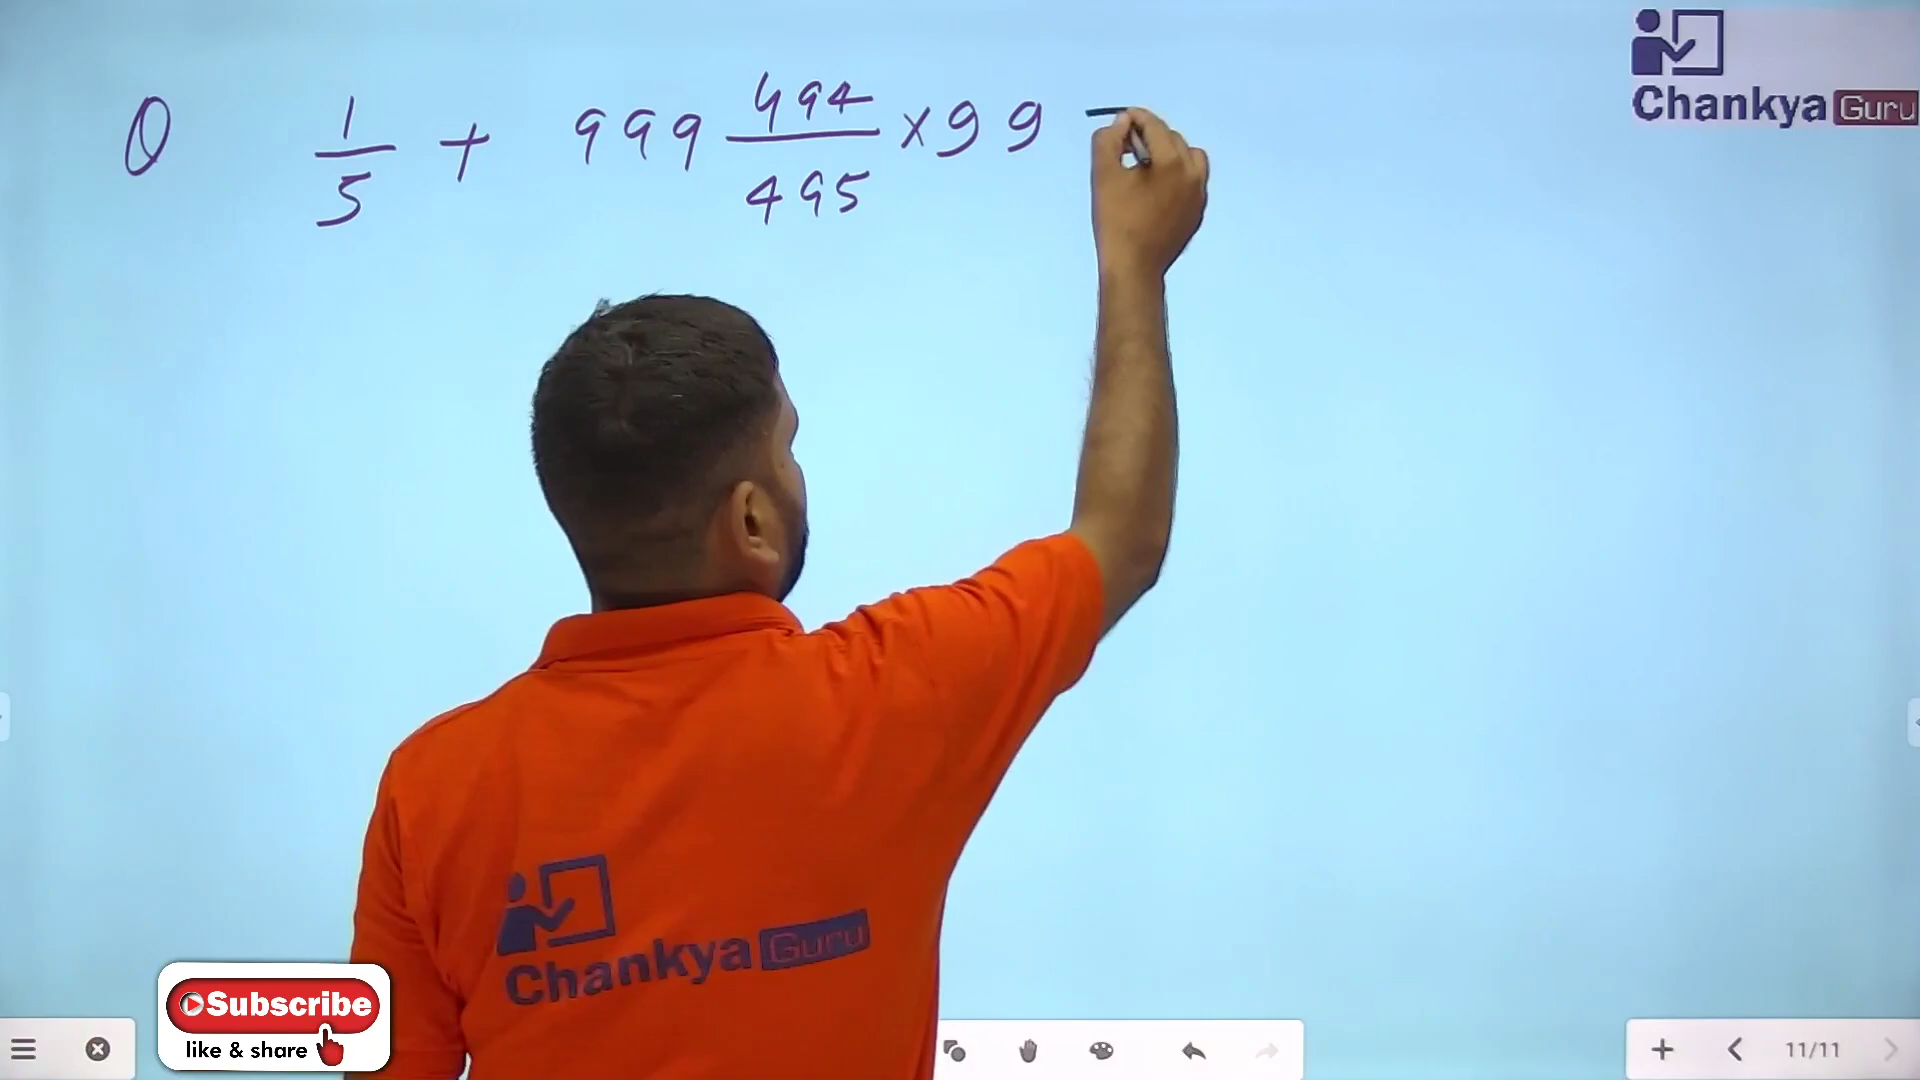 Q 1/5 + 999 494/495 × 99 =
Chankya Guru
Chankya Guru
Subscribe
like & share
11/11